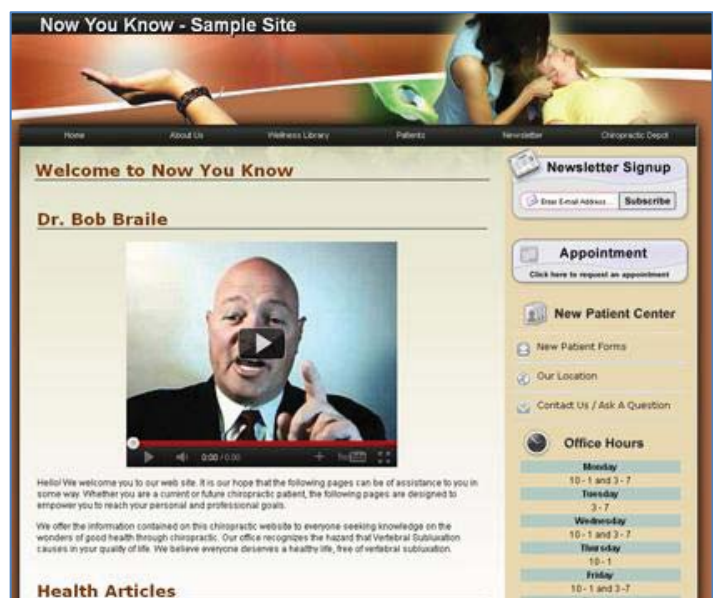 Now You Know - Sample Site
Home About Us Wellness Library Patients Newsletter Chiropractic Depot
Welcome to Now You Know
Dr. Bob Braile
0:00 / 0:00 YouTube
Hello! We welcome you to our web site. It is our hope that the following pages can be of assistance to you in
some way. Whether you are a current or future chiropractic patient, the following pages are designed to
empower you to reach your personal and professional goals.
We offer the information contained on this chiropractic website to everyone seeking knowledge on the
wonders of good health through chiropractic. Our office recognizes the hazard that Vertebral Subluxation
causes in your quality of life. We believe everyone deserves a healthy life, free of vertebral subluxation.
Health Articles
Newsletter Signup
Enter E-mail Address... Subscribe
Appointment
Click here to request an appointment
New Patient Center
New Patient Forms
Our Location
Contact Us / Ask A Question
Office Hours
Monday
10 - 1 and 3 - 7
Tuesday
3 - 7
Wednesday
10 - 1 and 3 - 7
Thursday
10 - 1
Friday
10 - 1 and 3 -7